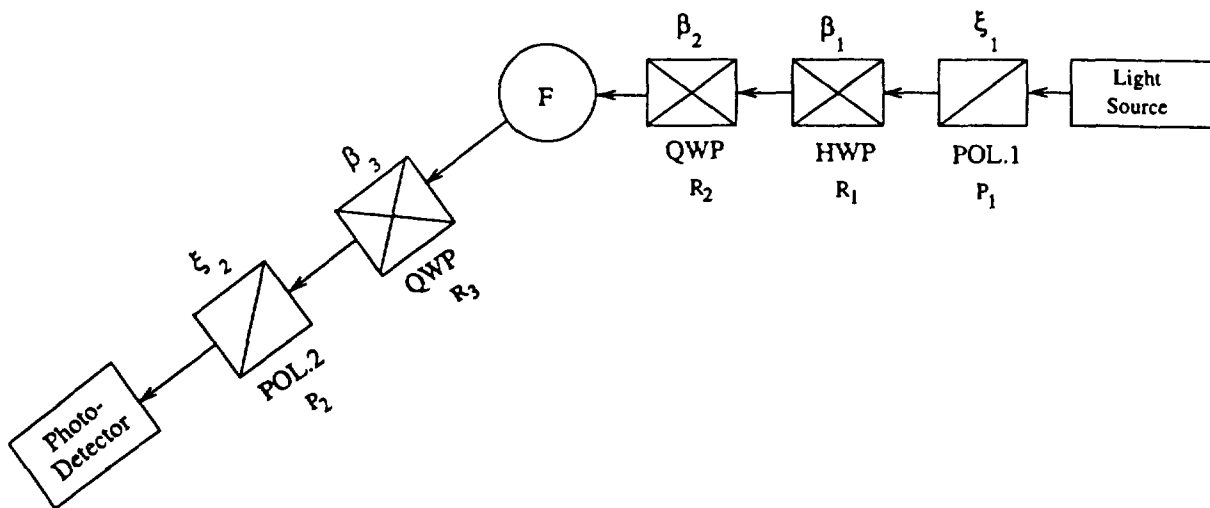 β₂
β₁
ξ₁
Light
Source
F
QWP
HWP
POL.1
R₂
R₁
P₁
β₃
QWP
R₃
ξ₂
POL.2
P₂
Photo-
Detector